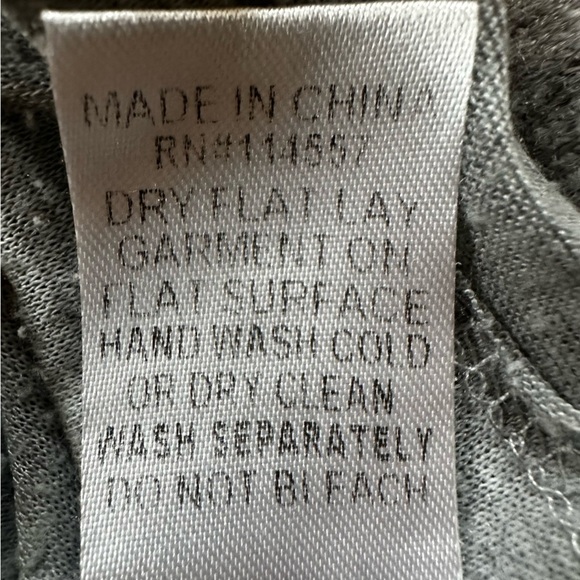 MADE IN CHINA
RN#114557
DRY FLAT LAY
GARMENT ON
FLAT SURFACE
HAND WASH COLD
OR DRY CLEAN
WASH SEPARATELY
DO NOT BLEACH